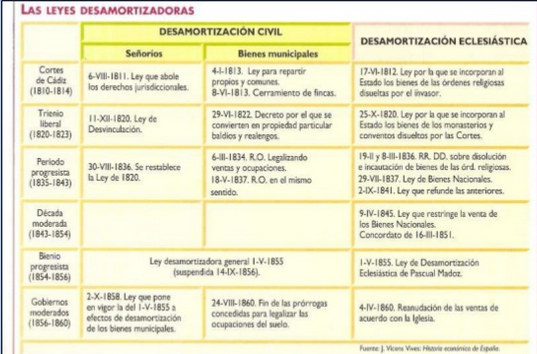 LAS LEYES DESAMORTIZADORAS
DESAMORTIZACIÓN CIVIL
DESAMORTIZACIÓN ECLESIÁSTICA
Señoríos
Bienes municipales
Cortes
de Cádiz
(1810-1814)
6-VIII-1811. Ley que abole
los derechos jurisdiccionales.
4-I-1813. Ley para repartir
propios y comunes.
8-VI-1813. Cerramiento de fincas.
17-VI-1812. Ley por la que se incorporan al
Estado los bienes de las órdenes religiosas
disueltas por el invasor.
Trienio
liberal
(1820-1823)
11-XII-1820. Ley de
Desvinculación.
29-VI-1822. Decreto por el que se
convierten en propiedad particular
baldíos y realengos.
25-X-1820. Ley por la que se incorporan al
Estado los bienes de los monasterios y
conventos disueltos por las Cortes.
Período
progresista
(1835-1843)
30-VIII-1836. Se restablece
la Ley de 1820.
6-III-1834. R.O. Legalizando
ventas y ocupaciones.
18-V-1837. R.O. en el mismo
sentido.
19-II y 8-III-1836. RR. DD. sobre disolución
e incautación de bienes de las órd. religiosas.
29-VII-1837. Ley de Bienes Nacionales.
2-IX-1841. Ley que refunde las anteriores.
Década
moderada
(1843-1854)
9-IV-1845. Ley que restringe la venta de
los Bienes Nacionales.
Concordato de 16-III-1851.
Bienio
progresista
(1854-1856)
Ley desamortizadora general 1-V-1855
(suspendida 14-IX-1856).
1-V-1855. Ley de Desamortización
Eclesiástica de Pascual Madoz.
Gobiernos
moderados
(1856-1860)
2-X-1858. Ley que pone
en vigor la del 1-V-1855 a
efectos de desamortización
de los bienes municipales.
24-VIII-1860. Fin de las prórrogas
concedidas para legalizar las
ocupaciones del suelo.
4-IV-1860. Reanudación de las ventas de
acuerdo con la Iglesia.
Fuente: J. Vicens Vives: Historia económica de España.